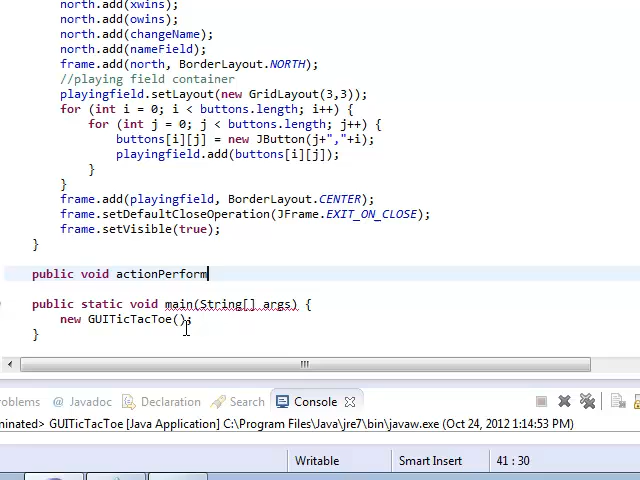 north.add(xwins);
north.add(owins);
north.add(changeName);
north.add(nameField);
frame.add(north, BorderLayout.NORTH);
//playing field container
playingfield.setLayout(new GridLayout(3,3));
for (int i = 0; i < buttons.length; i++) {
for (int j = 0; j < buttons.length; j++) {
buttons[i][j] = new JButton(j+","+i);
playingfield.add(buttons[i][j]);
}
}
frame.add(playingfield, BorderLayout.CENTER);
frame.setDefaultCloseOperation(JFrame.EXIT_ON_CLOSE);
frame.setVisible(true);
}
public void actionPerform
public static void main(String[] args) {
new GUITicTacToe();
}
roblems @ Javadoc Declaration Search Console
minated> GUITicTacToe [Java Application] C:\Program Files\Java\jre7\bin\javaw.exe (Oct 24, 2012 1:14:53 PM)
Writable Smart Insert 41 : 30